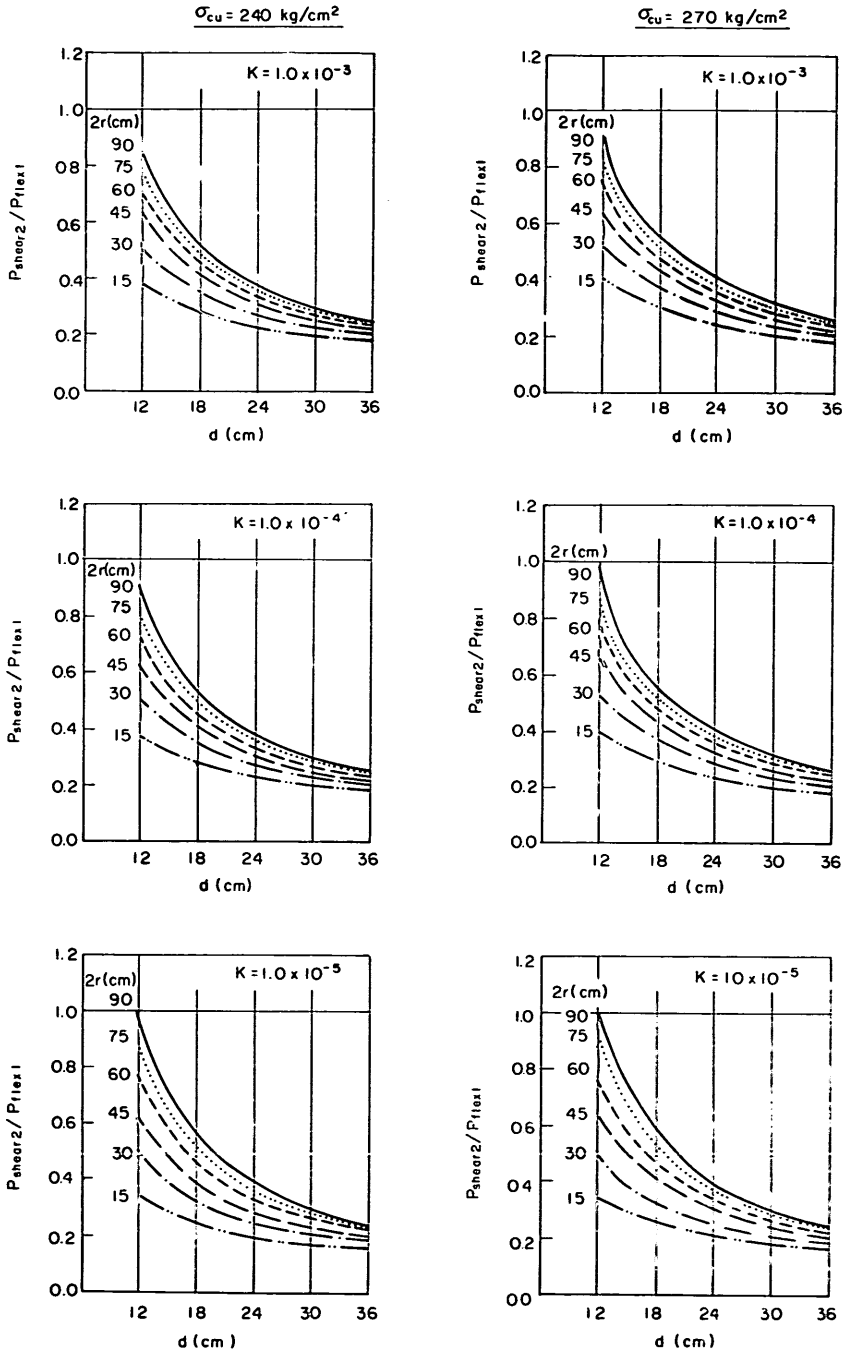 σcu = 240 kg/cm²
1.2
K = 1.0 x 10⁻³
1.0
2r(cm)
90
0.8
75
60
0.6
45
30
0.4
15
0.2
0.0
12 18 24 30 36
d (cm)
Pshear2/Pflex1
σcu = 270 kg/cm²
1.2
K = 1.0 x 10⁻³
1.0
2r(cm)
90
0.8
75
60
0.6
45
30
0.4
15
0.2
0.0
12 18 24 30 36
d (cm)
Pshear2/Pflex1
1.2
K = 1.0 x 10⁻⁴
1.0
2r(cm)
90
75
0.8
60
0.6
45
30
0.4
15
0.2
0.0
12 18 24 30 36
d (cm)
Pshear2/Pflex1
1.2
K = 1.0 x 10⁻⁴
1.0
2r(cm)
90
75
0.8
60
45
0.6
30
0.4
15
0.2
0.0
12 18 24 30 36
d (cm)
Pshear2/Pflex1
1.2
K = 1.0 x 10⁻⁵
2r(cm)
90
1.0
75
0.8
60
0.6
45
30
0.4
15
0.2
0.0
12 18 24 30 36
d (cm)
Pshear2/Pflex1
1.2
K = 10 x 10⁻⁵
2r(cm)
1.0
90
75
0.8
60
0.6
45
30
0 4
15
0.2
00
12 18 24 30 36
d (cm)
Pshear2/Pflex1